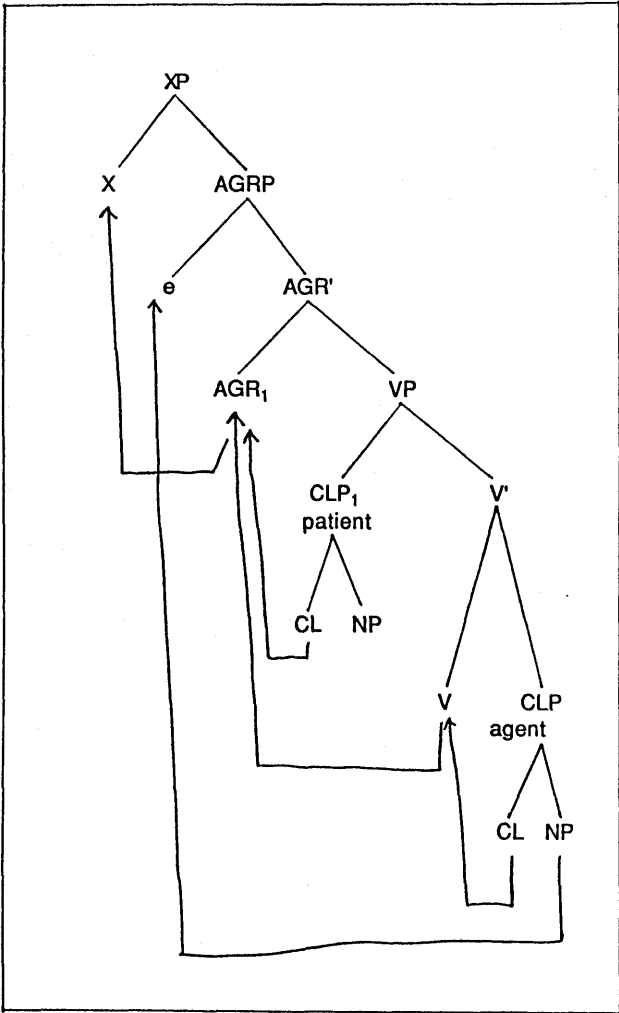 XP
X AGRP
e AGR'
AGR₁ VP
CLP₁ V'
patient
CL NP
V CLP
agent
CL NP